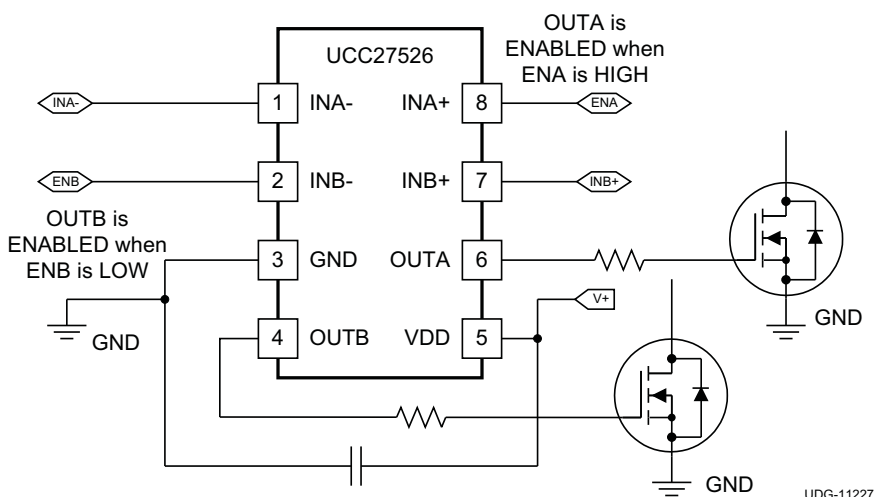 OUTA is
ENABLED when
ENA is HIGH
UCC27526
INA-
1
INA-
INA+
8
ENA
ENB
2
INB-
INB+
7
INB+
OUTB is
ENABLED when
ENB is LOW
3
GND
OUTA
6
V+
GND
GND
4
OUTB
VDD
5
GND
UDG-11227